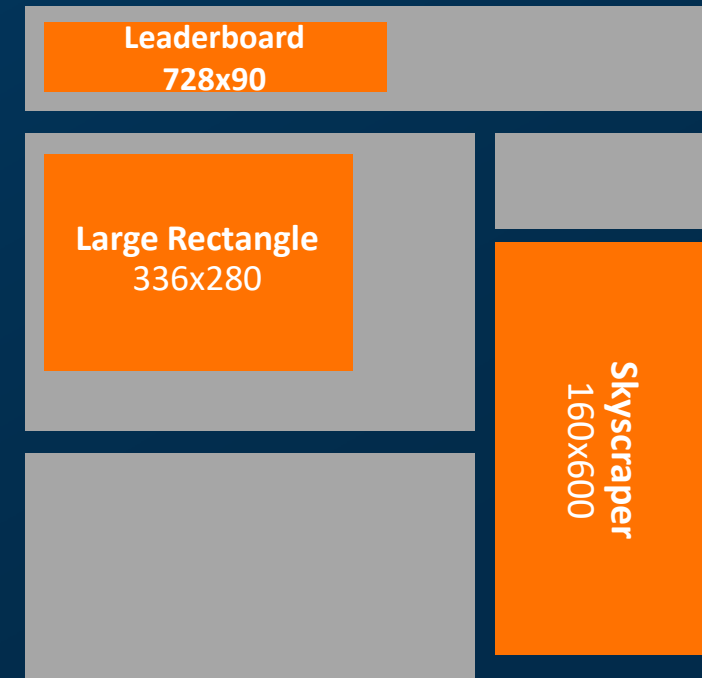 Leaderboard
728x90
Large Rectangle
336x280
Skyscraper
160x600